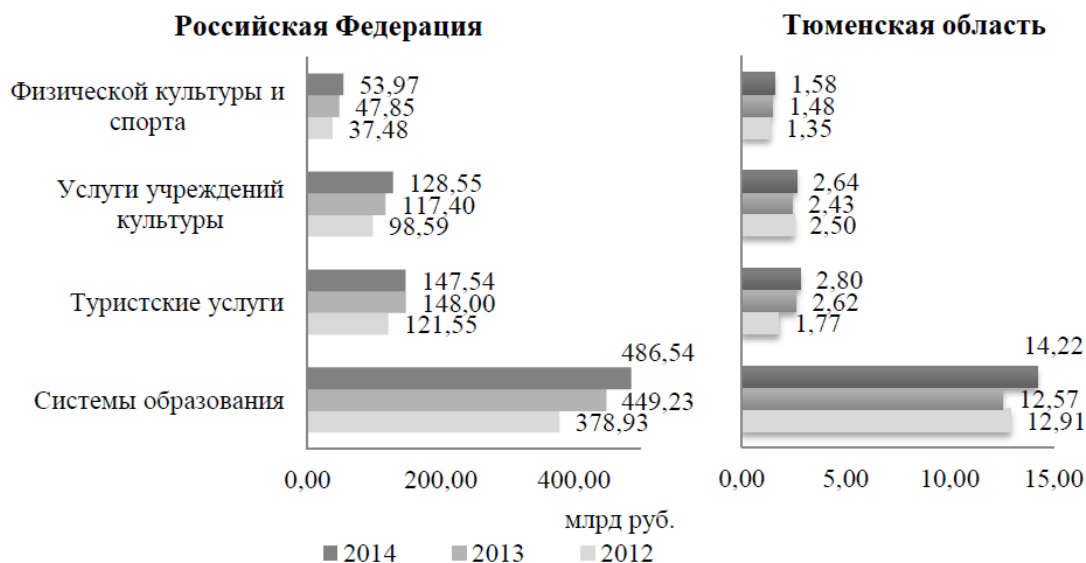 Российская Федерация
Тюменская область
Физической культуры и
спорта
53,97
47,85
37,48
1,58
1,48
1,35
Услуги учреждений
культуры
128,55
117,40
98,59
2,64
2,43
2,50
Туристские услуги
147,54
148,00
121,55
2,80
2,62
1,77
Системы образования
486,54
449,23
378,93
14,22
12,57
12,91
0,00 200,00 400,00
0,00 5,00 10,00 15,00
млрд руб.
2014 2013 2012